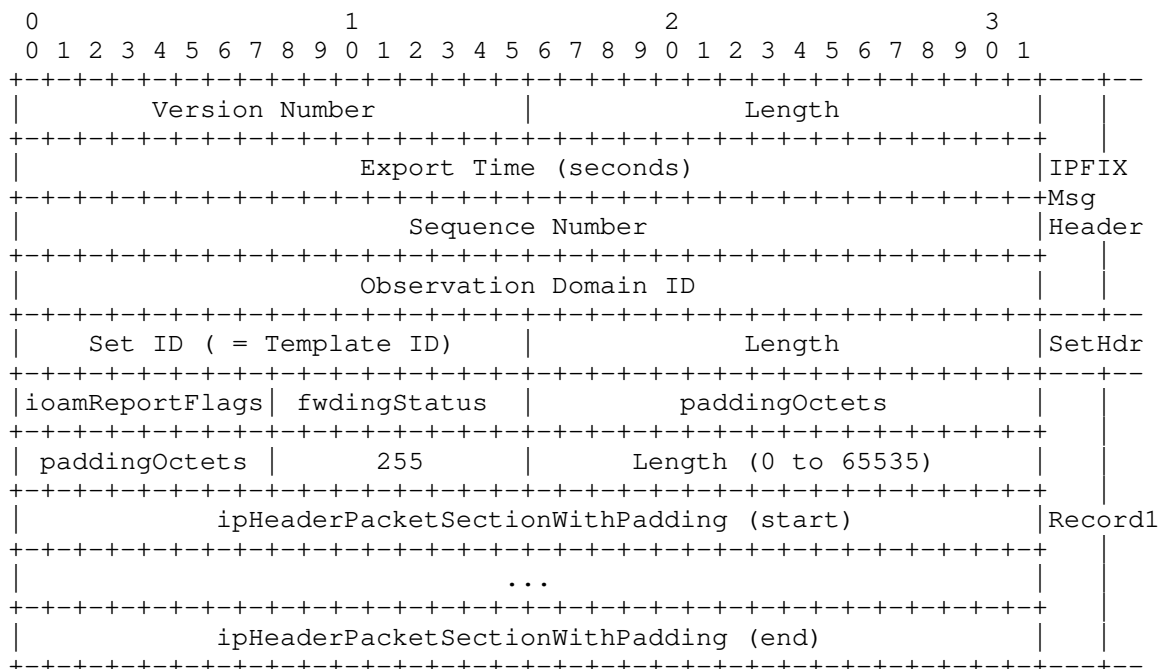 0                   1                   2                   3
 0 1 2 3 4 5 6 7 8 9 0 1 2 3 4 5 6 7 8 9 0 1 2 3 4 5 6 7 8 9 0 1
+-+-+-+-+-+-+-+-+-+-+-+-+-+-+-+-+-+-+-+-+-+-+-+-+-+-+-+-+-+-+-+-+---+--
|        Version Number         |             Length            |   |
+-+-+-+-+-+-+-+-+-+-+-+-+-+-+-+-+-+-+-+-+-+-+-+-+-+-+-+-+-+-+-+-+   |
|                     Export Time (seconds)                     |IPFIX
+-+-+-+-+-+-+-+-+-+-+-+-+-+-+-+-+-+-+-+-+-+-+-+-+-+-+-+-+-+-+-+-+Msg
|                        Sequence Number                        |Header
+-+-+-+-+-+-+-+-+-+-+-+-+-+-+-+-+-+-+-+-+-+-+-+-+-+-+-+-+-+-+-+-+   |
|                     Observation Domain ID                     |   |
+-+-+-+-+-+-+-+-+-+-+-+-+-+-+-+-+-+-+-+-+-+-+-+-+-+-+-+-+-+-+-+-+---+--
|    Set ID ( = Template ID)    |             Length            |SetHdr
+-+-+-+-+-+-+-+-+-+-+-+-+-+-+-+-+-+-+-+-+-+-+-+-+-+-+-+-+-+-+-+-+---+--
|ioamReportFlags| fwdingStatus  |         paddingOctets         |   |
+-+-+-+-+-+-+-+-+-+-+-+-+-+-+-+-+-+-+-+-+-+-+-+-+-+-+-+-+-+-+-+-+   |
| paddingOctets |      255      |      Length (0 to 65535)      |   |
+-+-+-+-+-+-+-+-+-+-+-+-+-+-+-+-+-+-+-+-+-+-+-+-+-+-+-+-+-+-+-+-+   |
|            ipHeaderPacketSectionWithPadding (start)           |Record1
+-+-+-+-+-+-+-+-+-+-+-+-+-+-+-+-+-+-+-+-+-+-+-+-+-+-+-+-+-+-+-+-+   |
|                              ...                              |   |
+-+-+-+-+-+-+-+-+-+-+-+-+-+-+-+-+-+-+-+-+-+-+-+-+-+-+-+-+-+-+-+-+   |
|            ipHeaderPacketSectionWithPadding (end)             |   |
+-+-+-+-+-+-+-+-+-+-+-+-+-+-+-+-+-+-+-+-+-+-+-+-+-+-+-+-+-+-+-+-+---+--